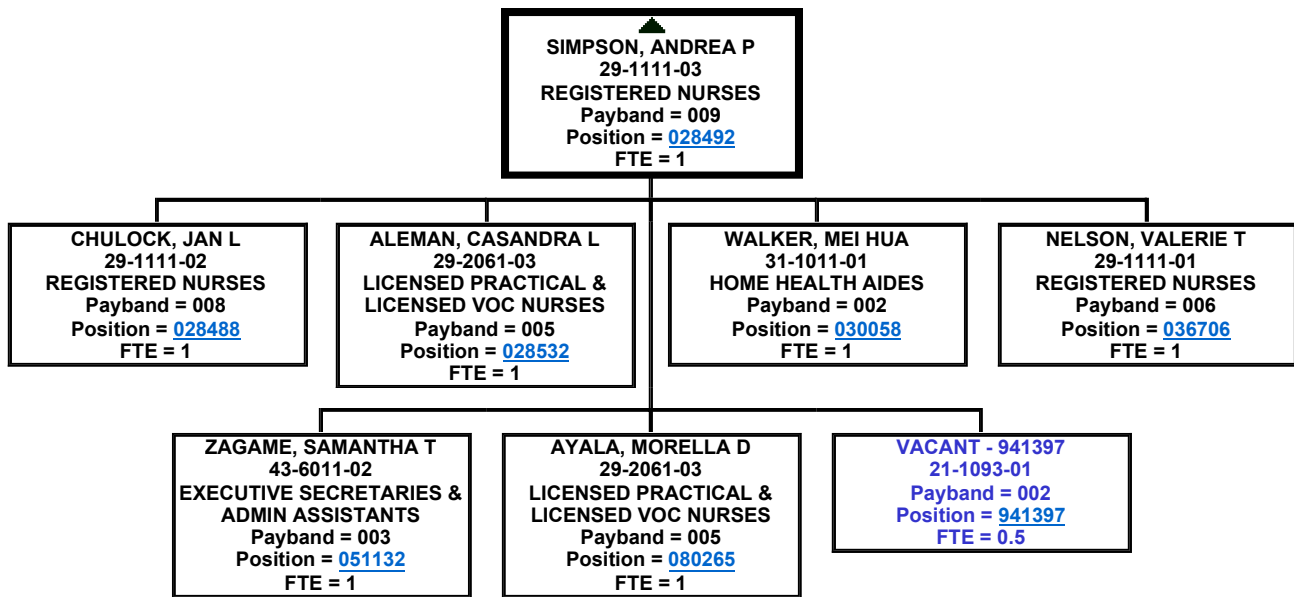 SIMPSON, ANDREA P
29-1111-03
REGISTERED NURSES
Payband = 009
Position = 028492
FTE = 1
CHULOCK, JAN L
29-1111-02
REGISTERED NURSES
Payband = 008
Position = 028488
FTE = 1
ALEMAN, CASANDRA L
29-2061-03
LICENSED PRACTICAL &
LICENSED VOC NURSES
Payband = 005
Position = 028532
FTE = 1
WALKER, MEI HUA
31-1011-01
HOME HEALTH AIDES
Payband = 002
Position = 030058
FTE = 1
NELSON, VALERIE T
29-1111-01
REGISTERED NURSES
Payband = 006
Position = 036706
FTE = 1
ZAGAME, SAMANTHA T
43-6011-02
EXECUTIVE SECRETARIES &
ADMIN ASSISTANTS
Payband = 003
Position = 051132
FTE = 1
AYALA, MORELLA D
29-2061-03
LICENSED PRACTICAL &
LICENSED VOC NURSES
Payband = 005
Position = 080265
FTE = 1
VACANT - 941397
21-1093-01
Payband = 002
Position = 941397
FTE = 0.5